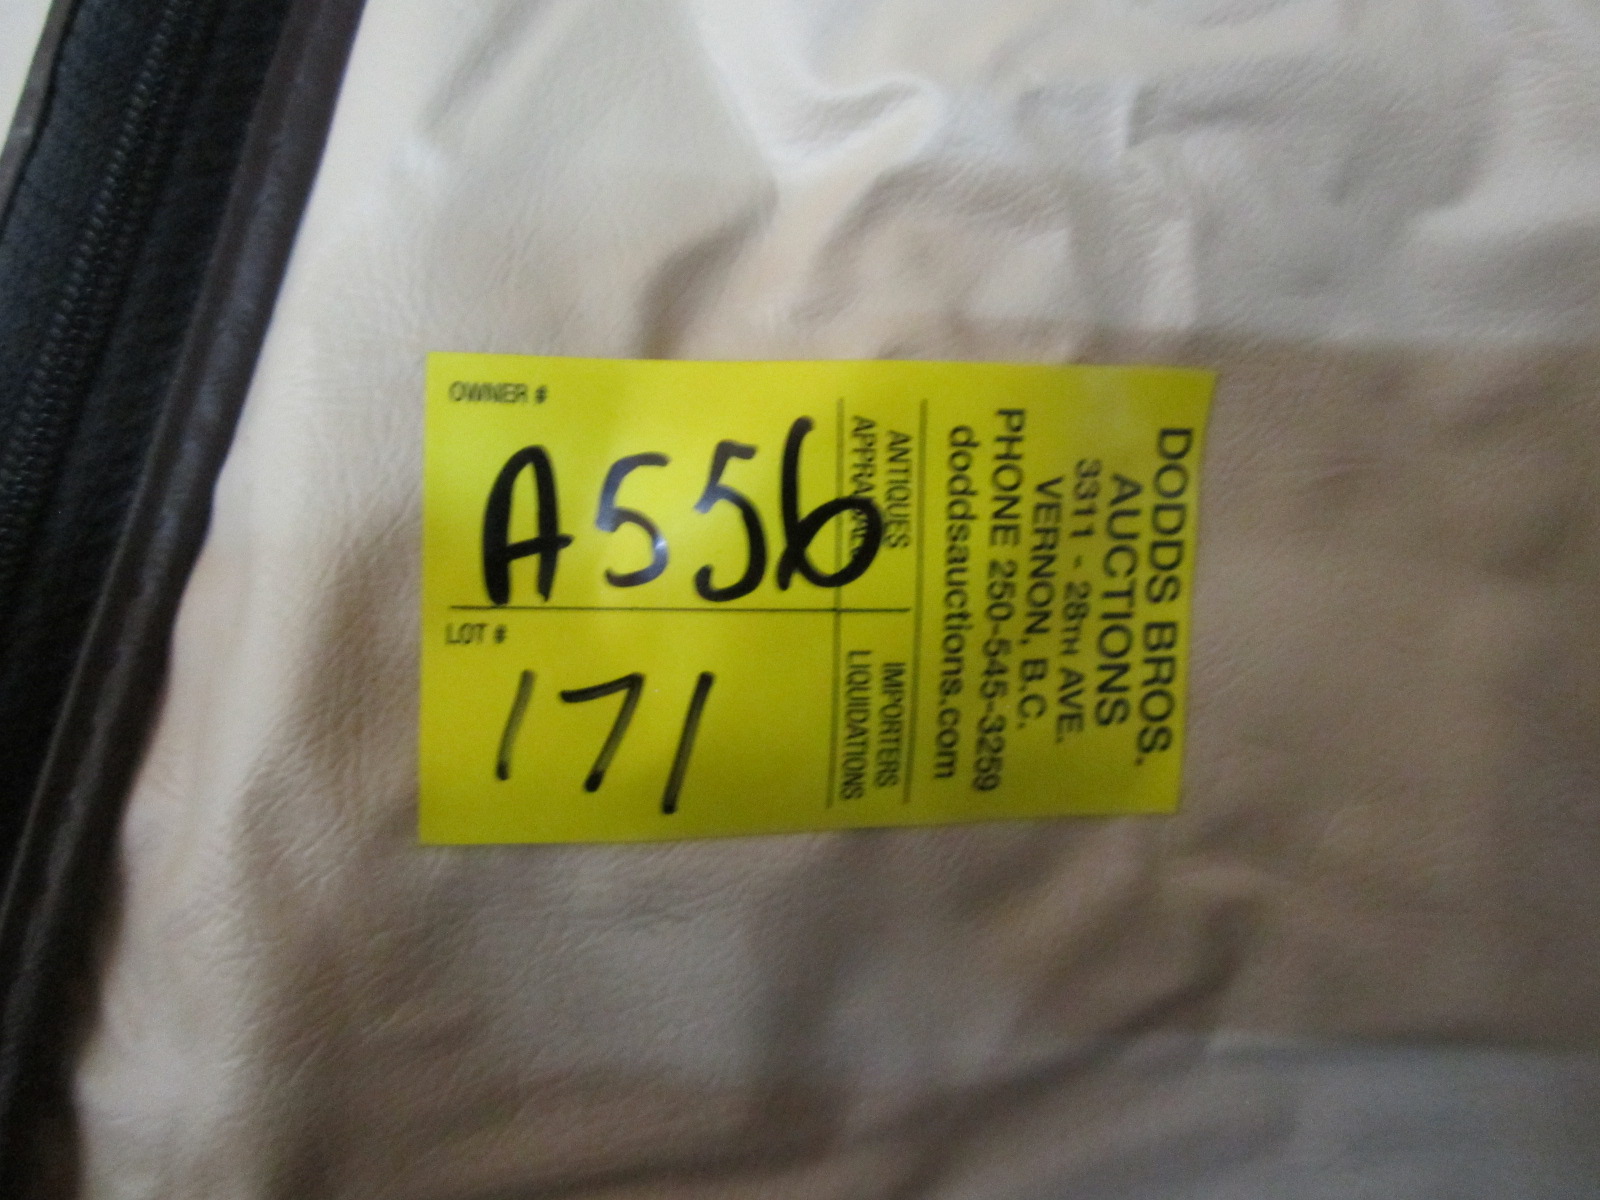 OWNER #
A556
LOT #
171
ANTIQUES
APPRAISALS
IMPORTERS
LIQUIDATIONS
DODDS BROS.
AUCTIONS
3311 - 28TH AVE.
VERNON, B.C.
PHONE 250-545-3259
doddsauctions.com